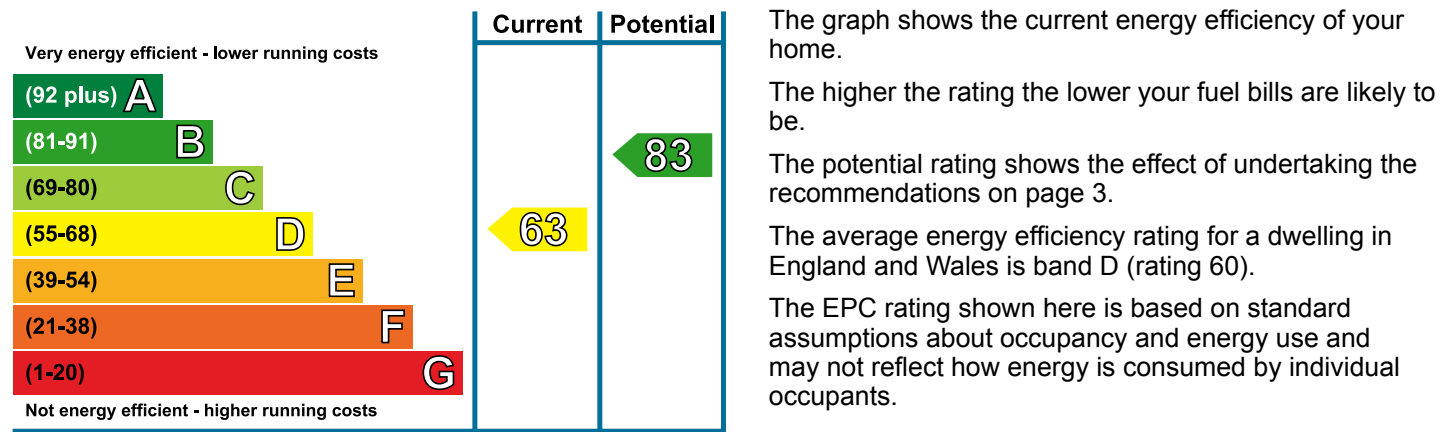 Current Potential
Very energy efficient - lower running costs
(92 plus) A
(81-91) B
83
(69-80) C
(55-68) D
63
(39-54) E
(21-38) F
(1-20) G
Not energy efficient - higher running costs
The graph shows the current energy efficiency of your
home.
The higher the rating the lower your fuel bills are likely to
be.
The potential rating shows the effect of undertaking the
recommendations on page 3.
The average energy efficiency rating for a dwelling in
England and Wales is band D (rating 60).
The EPC rating shown here is based on standard
assumptions about occupancy and energy use and
may not reflect how energy is consumed by individual
occupants.